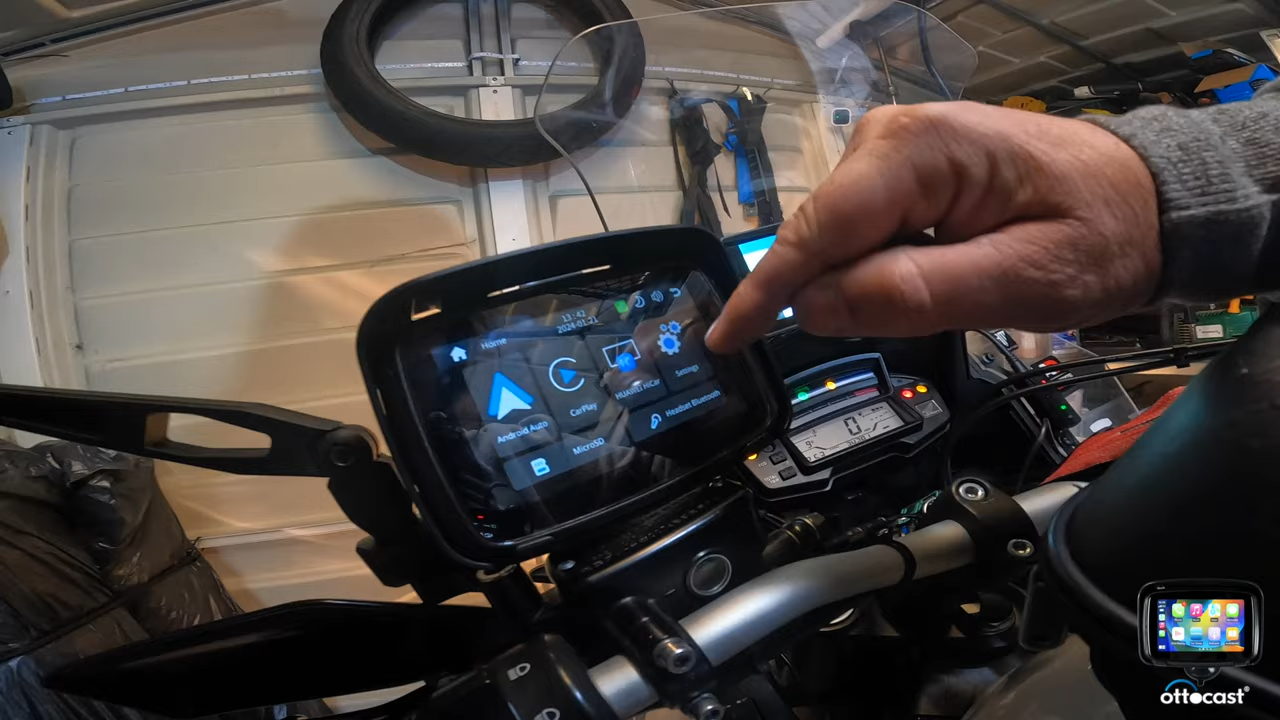 13:42
2024-01-21
Home
Android Auto
CarPlay
HUAWEI HiCar
Settings
MicroSD
Headset Bluetooth
ottocast®